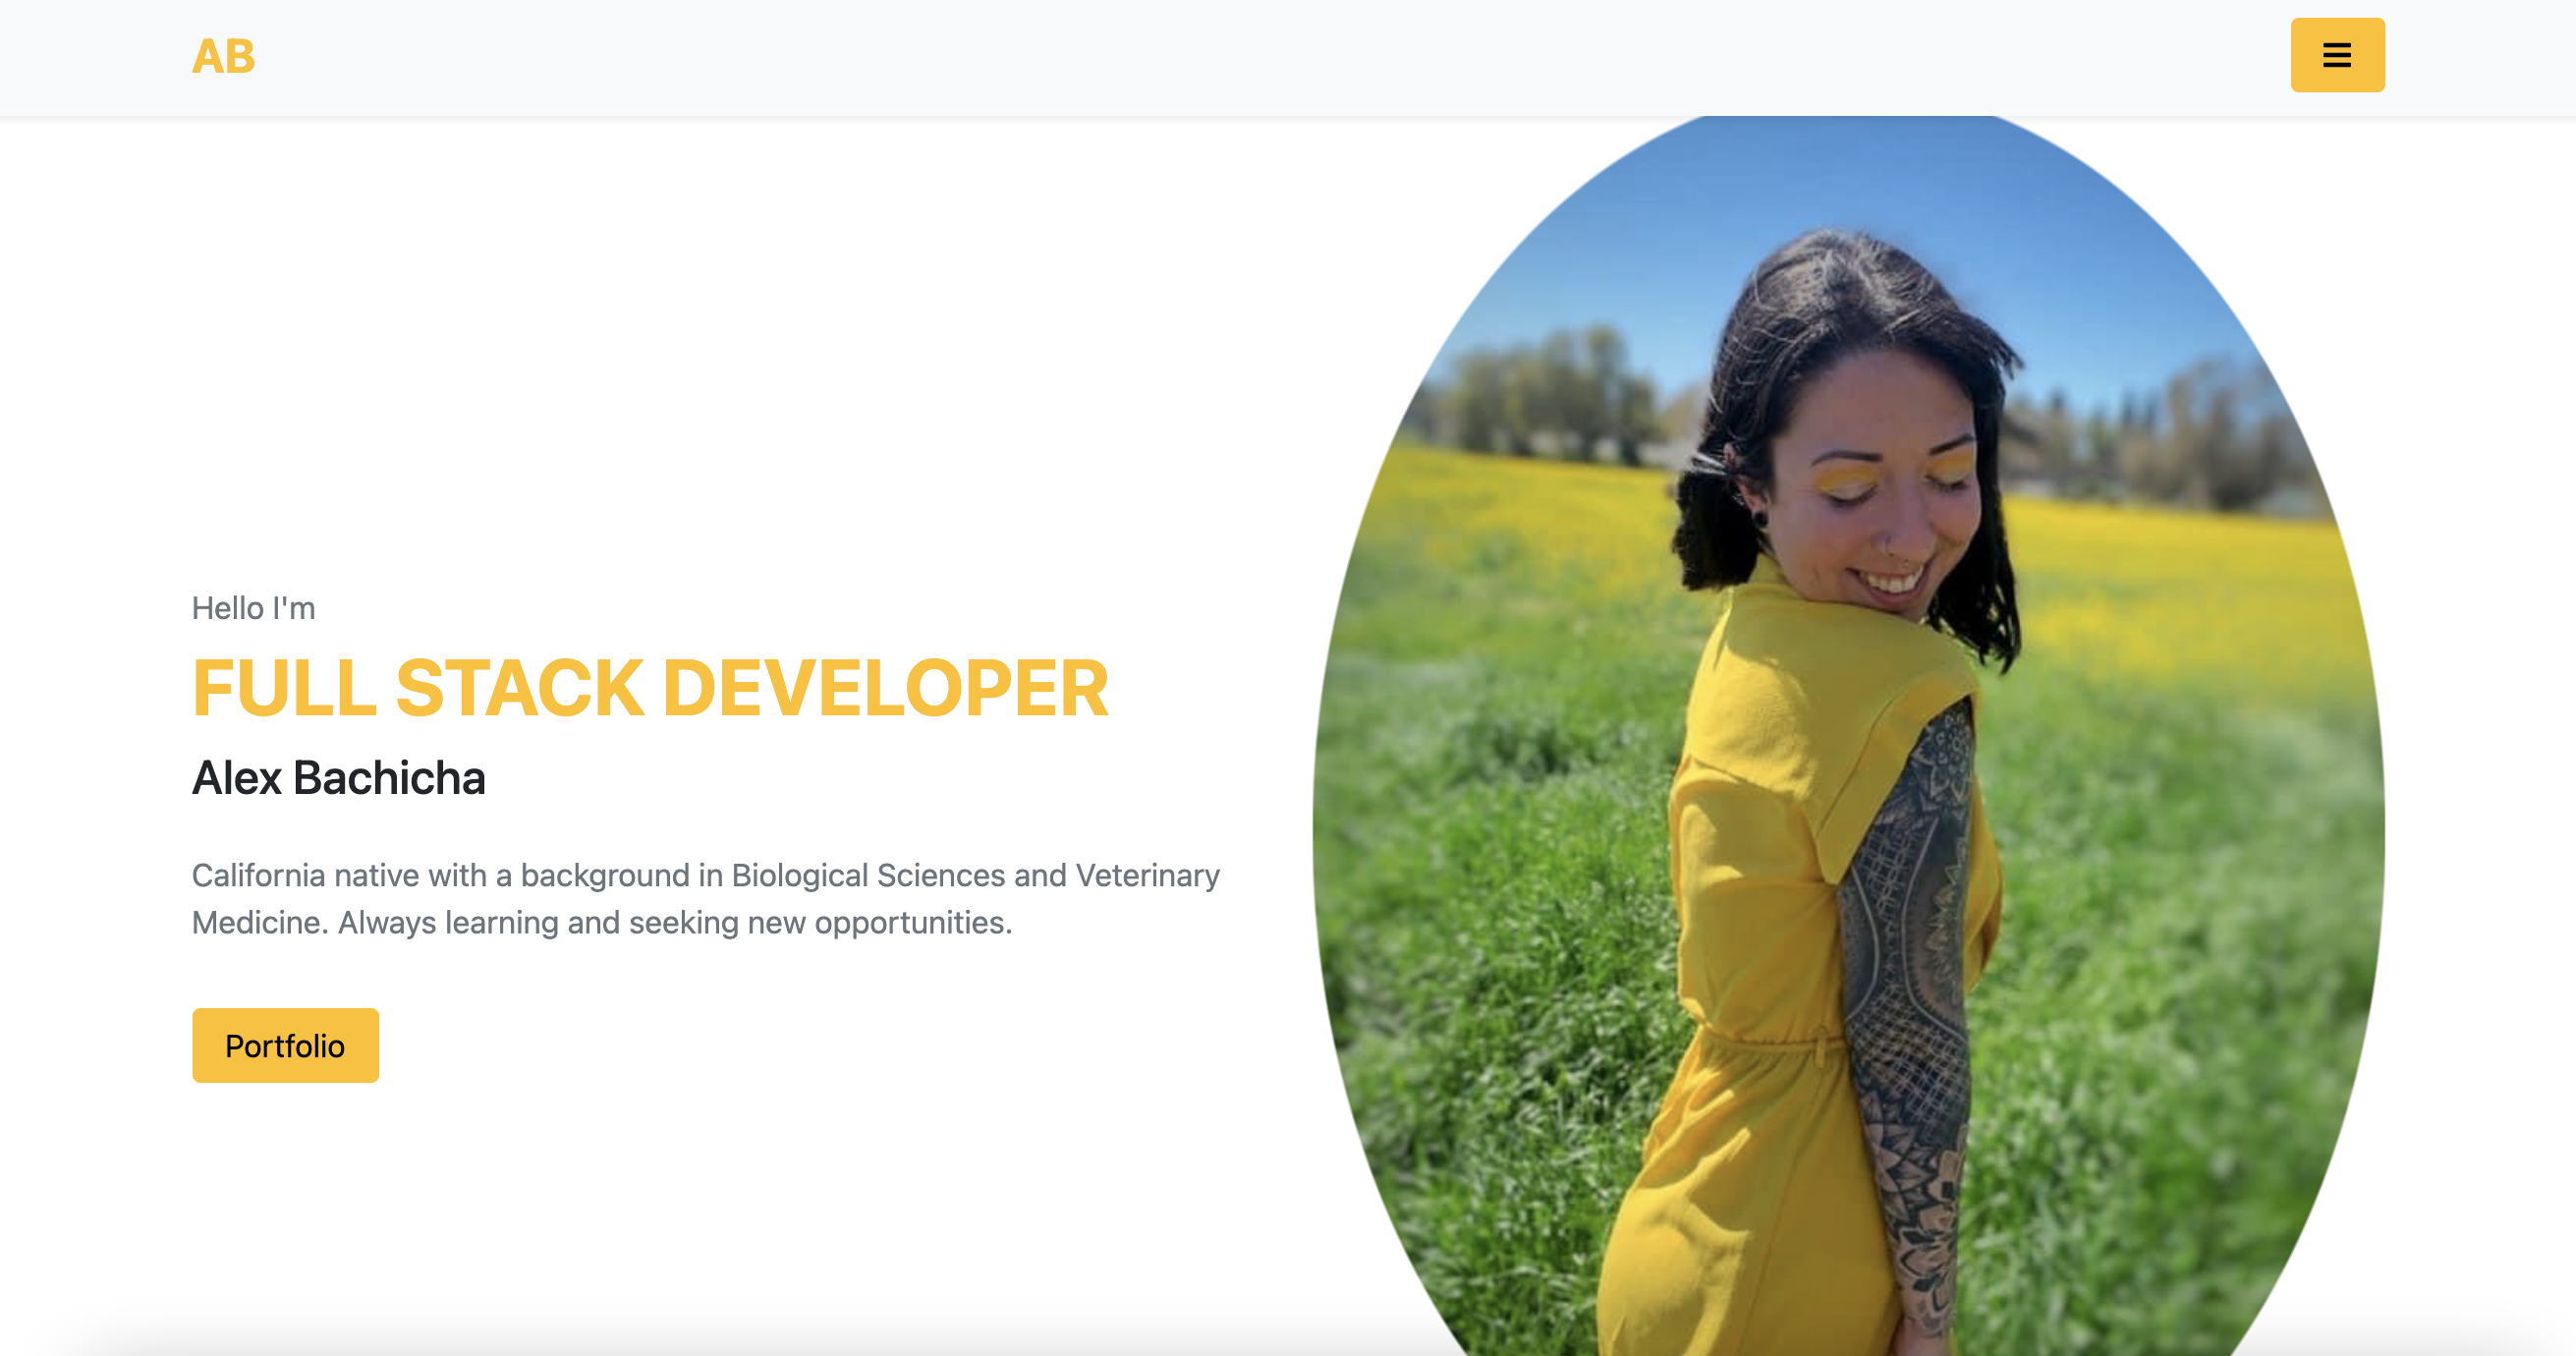 AB
Hello I'm
FULL STACK DEVELOPER
Alex Bachicha
California native with a background in Biological Sciences and Veterinary
Medicine. Always learning and seeking new opportunities.
Portfolio